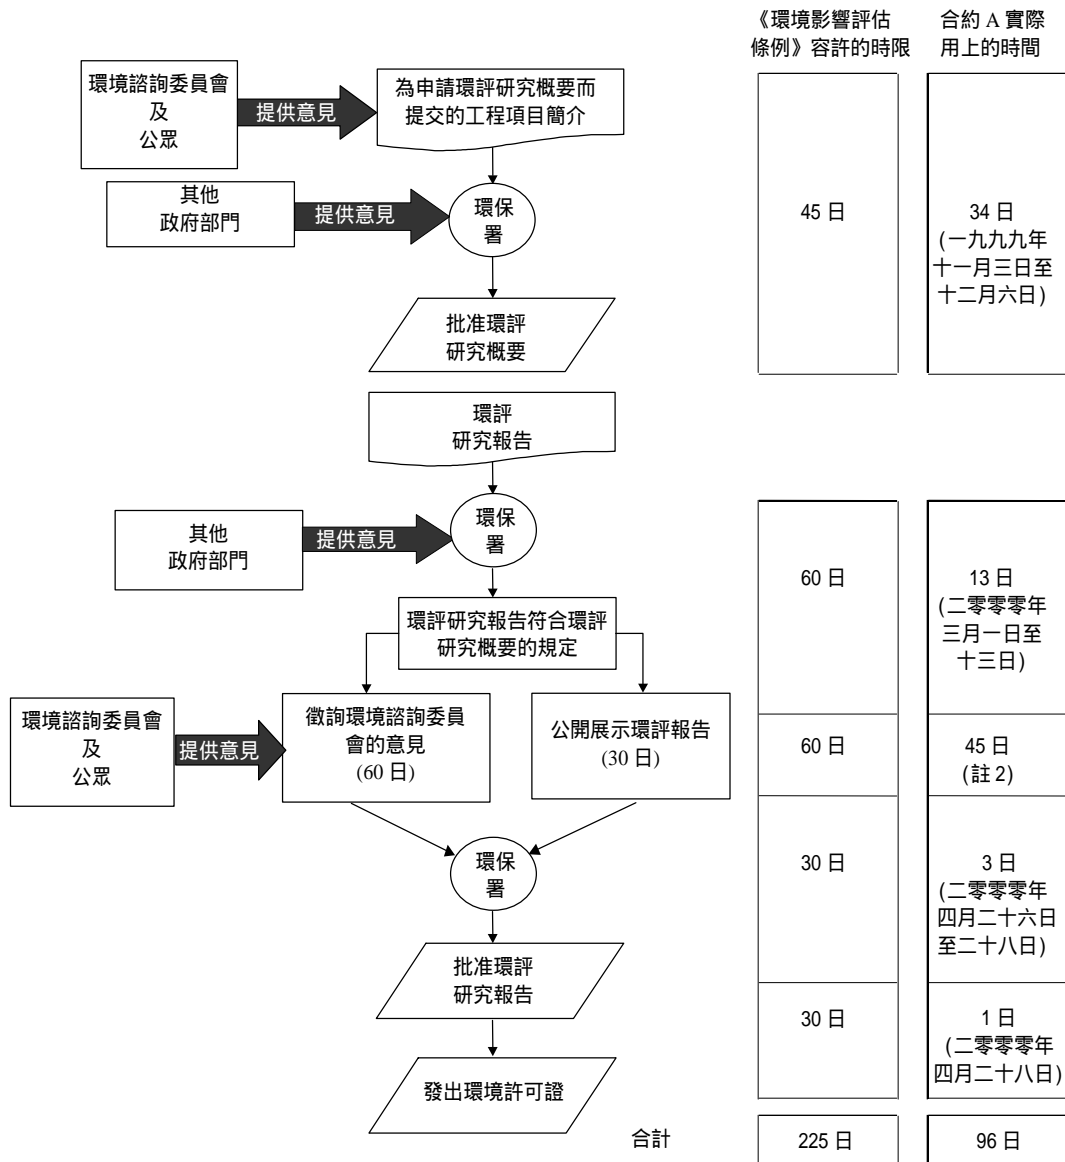 《環境影響評估
條例》容許的時限
合約 A 實際
用上的時間
環境諮詢委員會
及
公眾
提供意見
為申請環評研究概要而
提交的工程項目簡介
其他
政府部門
提供意見
環保
署
45 日
34 日
(一九九九年
十一月三日至
十二月六日)
批准環評
研究概要
環評
研究報告
其他
政府部門
提供意見
環保
署
60 日
13 日
(二零零零年
三月一日至
十三日)
環評研究報告符合環評
研究概要的規定
環境諮詢委員會
及
公眾
提供意見
徵詢環境諮詢委員
會的意見
(60 日)
公開展示環評報告
(30 日)
60 日
45 日
(註 2)
環保
署
30 日
3 日
(二零零零年
四月二十六日
至二十八日)
批准環評
研究報告
30 日
1 日
(二零零零年
四月二十八日)
發出環境許可證
合計
225 日
96 日